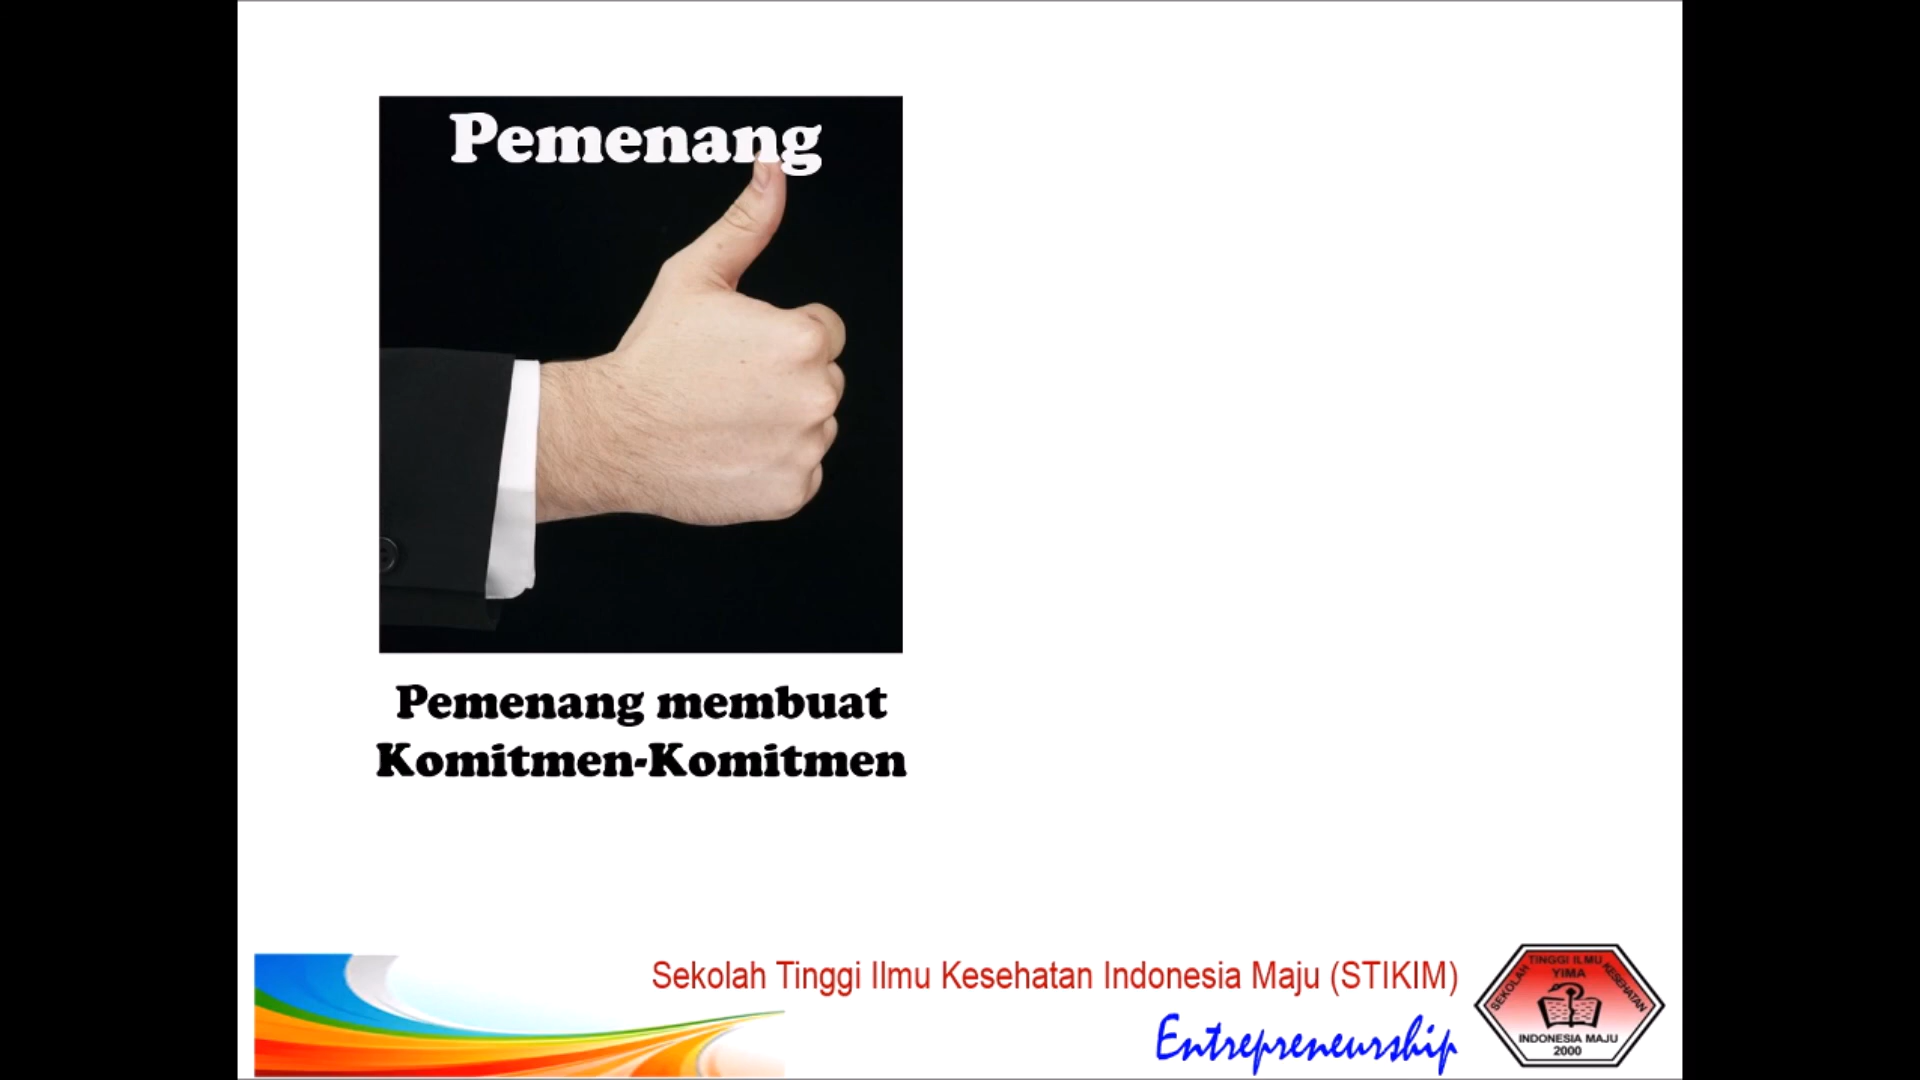 Pemenang
Pemenang membuat
Komitmen-Komitmen
Sekolah Tinggi Ilmu Kesehatan Indonesia Maju (STIKIM)
Entrepreneurship
SEKOLAH TINGGI ILMU KESEHATAN
YIMA
INDONESIA MAJU
2000